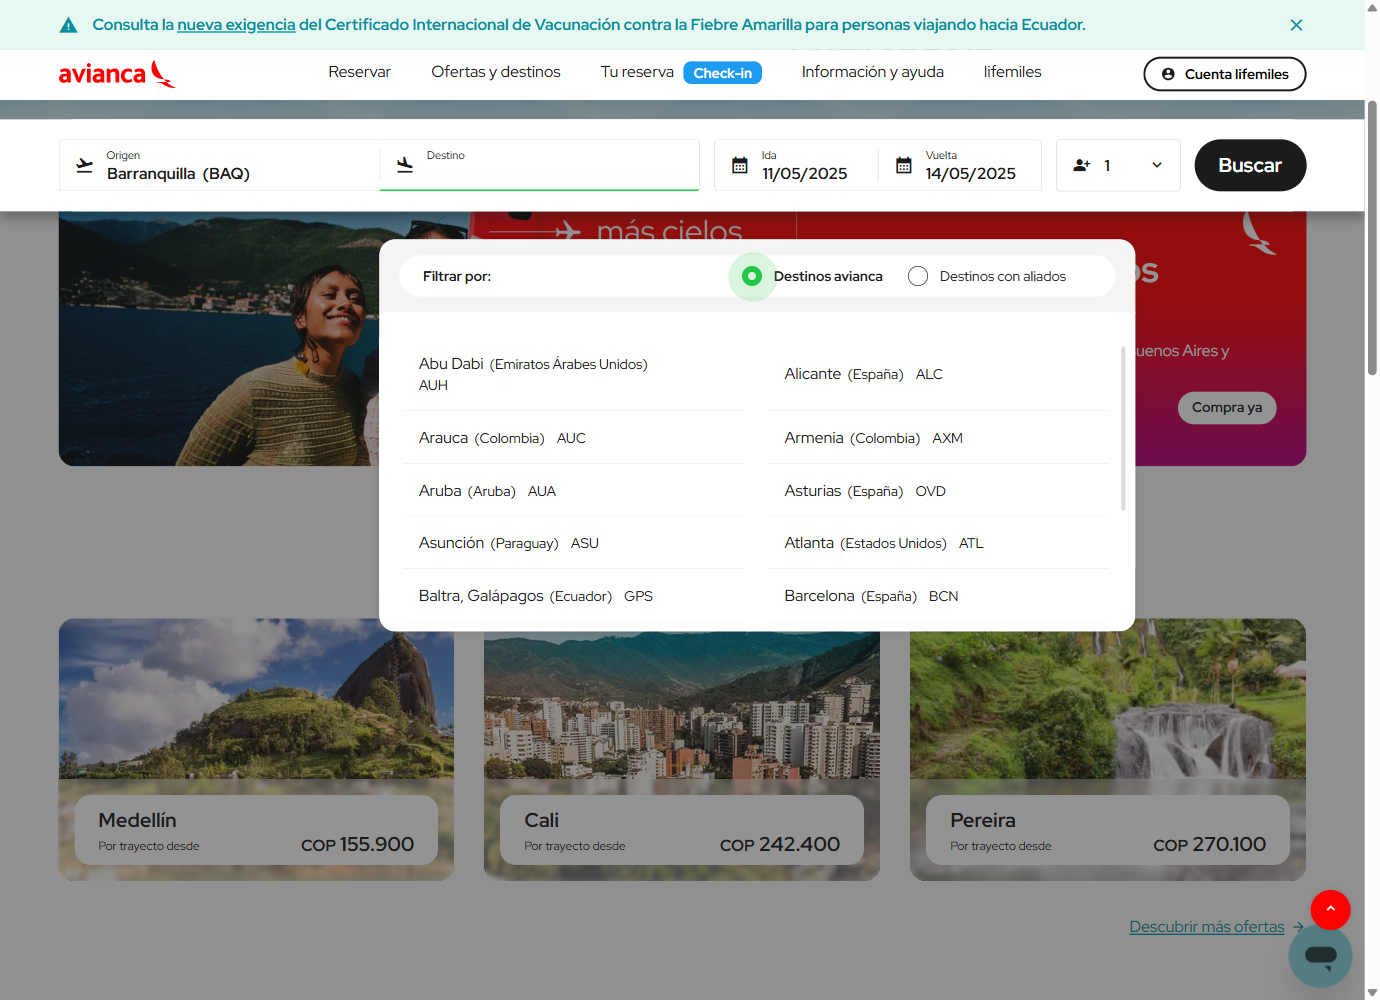 Consulta la nueva exigencia del Certificado Internacional de Vacunación contra la Fiebre Amarilla para personas viajando hacia Ecuador.
avianca
Reservar
Ofertas y destinos
Tu reserva
Check-in
Información y ayuda
lifemiles
Cuenta lifemiles
Origen
Barranquilla (BAQ)
Destino
Ida
11/05/2025
Vuelta
14/05/2025
1
Buscar
más cielos
os
uenos Aires y
Compra ya
Filtrar por:
Destinos avianca
Destinos con aliados
Abu Dabi (Emiratos Árabes Unidos)
AUH
Alicante (España) ALC
Arauca (Colombia) AUC
Armenia (Colombia) AXM
Aruba (Aruba) AUA
Asturias (España) OVD
Asunción (Paraguay) ASU
Atlanta (Estados Unidos) ATL
Baltra, Galápagos (Ecuador) GPS
Barcelona (España) BCN
Medellín
Por trayecto desde
COP 155.900
Cali
Por trayecto desde
COP 242.400
Pereira
Por trayecto desde
COP 270.100
Descubrir más ofertas